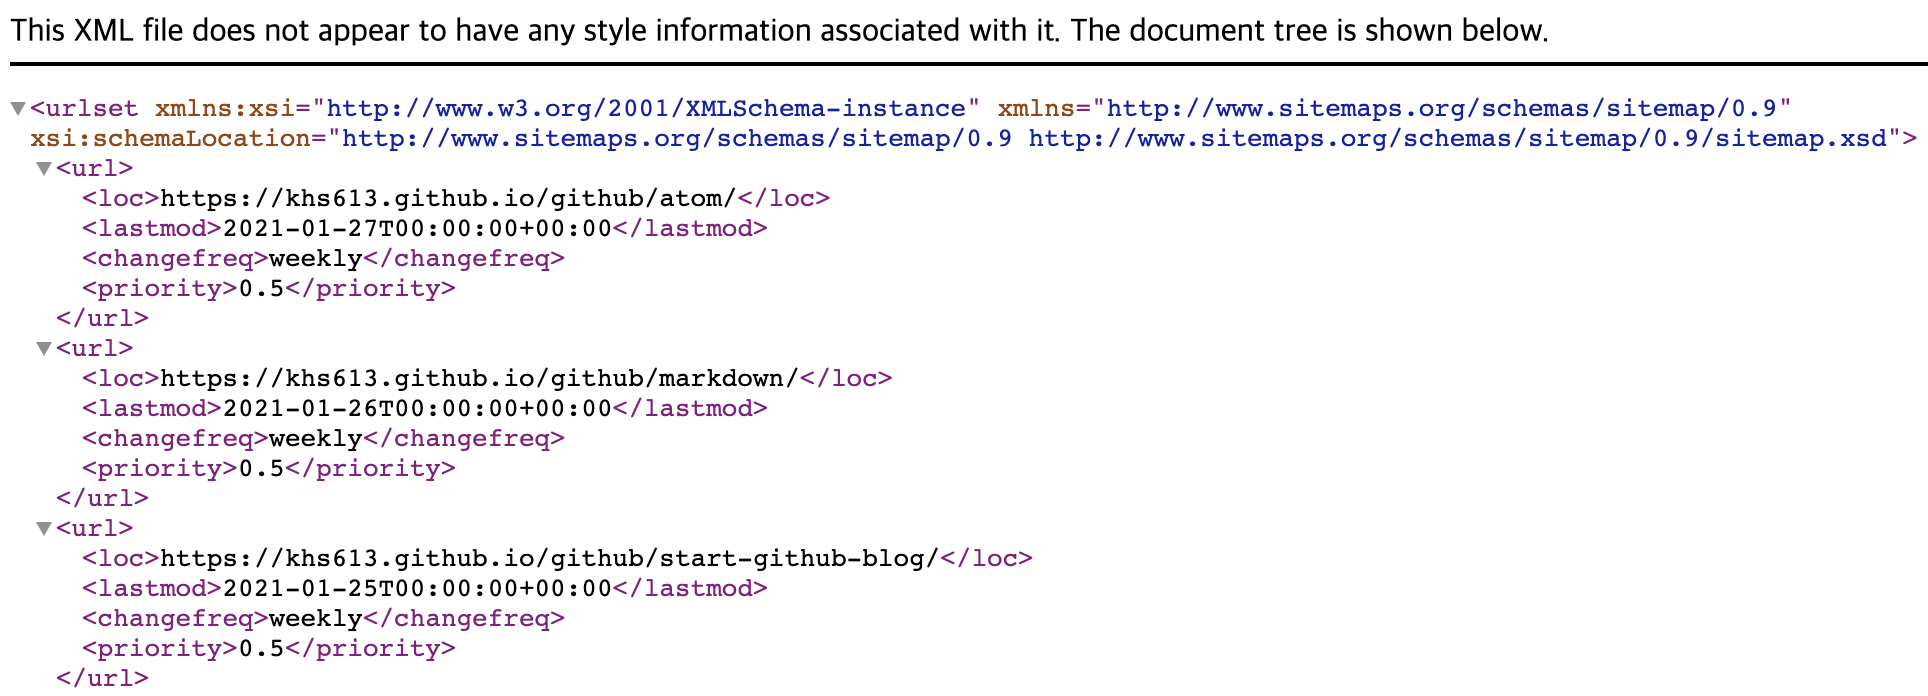 This XML file does not appear to have any style information associated with it. The document tree is shown below.
▼<urlset xmlns:xsi="http://www.w3.org/2001/XMLSchema-instance" xmlns="http://www.sitemaps.org/schemas/sitemap/0.9"
xsi:schemaLocation="http://www.sitemaps.org/schemas/sitemap/0.9 http://www.sitemaps.org/schemas/sitemap/0.9/sitemap.xsd">
▼<url>
<loc>https://khs613.github.io/github/atom/</loc>
<lastmod>2021-01-27T00:00:00+00:00</lastmod>
<changefreq>weekly</changefreq>
<priority>0.5</priority>
</url>
▼<url>
<loc>https://khs613.github.io/github/markdown/</loc>
<lastmod>2021-01-26T00:00:00+00:00</lastmod>
<changefreq>weekly</changefreq>
<priority>0.5</priority>
</url>
▼<url>
<loc>https://khs613.github.io/github/start-github-blog/</loc>
<lastmod>2021-01-25T00:00:00+00:00</lastmod>
<changefreq>weekly</changefreq>
<priority>0.5</priority>
</url>